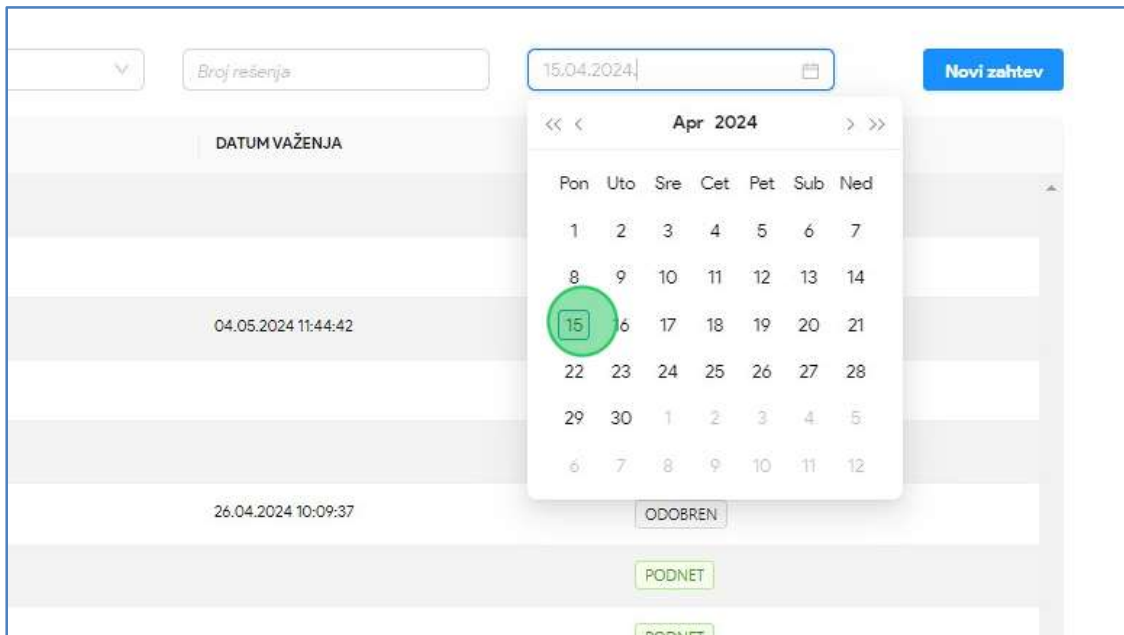 Broj rešenja 15.04.2024. Novi zahtev
<< < Apr 2024 > >>
DATUM VAŽENJA
Pon Uto Sre Cet Pet Sub Ned
1 2 3 4 5 6 7
8 9 10 11 12 13 14
04.05.2024 11:44:42
15 16 17 18 19 20 21
22 23 24 25 26 27 28
29 30 1 2 3 4 5
6 7 8 9 10 11 12
26.04.2024 10:09:37 ODOBREN
PODNET
PODNET